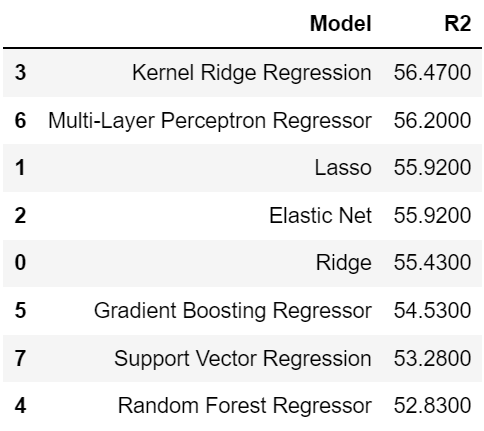 Model R2
3 Kernel Ridge Regression 56.4700
6 Multi-Layer Perceptron Regressor 56.2000
1 Lasso 55.9200
2 Elastic Net 55.9200
0 Ridge 55.4300
5 Gradient Boosting Regressor 54.5300
7 Support Vector Regression 53.2800
4 Random Forest Regressor 52.8300